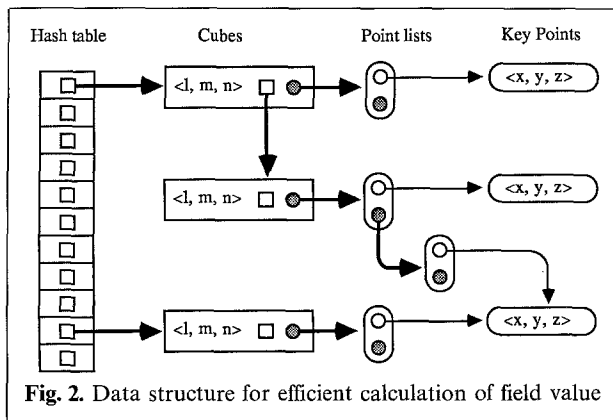 Hash table Cubes Point lists Key Points
<l, m, n> <x, y, z>
<l, m, n> <x, y, z>
<l, m, n> <x, y, z>
Fig. 2. Data structure for efficient calculation of field value